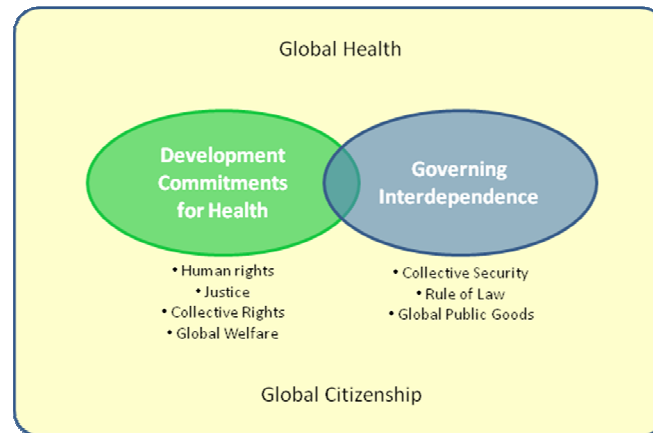 Global Health
Development
Commitments
for Health
Governing
Interdependence
• Human rights
• Justice
• Collective Rights
• Global Welfare
• Collective Security
• Rule of Law
• Global Public Goods
Global Citizenship